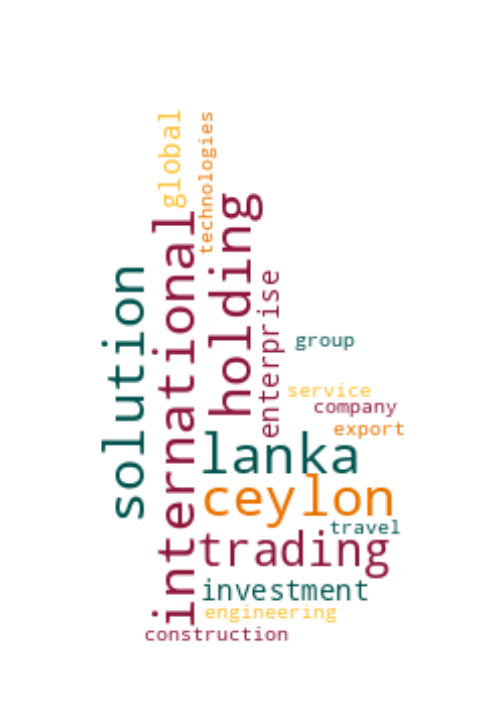 global
technologies
international
holding
solution
enterprise
group
service
company
export
lanka
ceylon
travel
trading
investment
engineering
construction